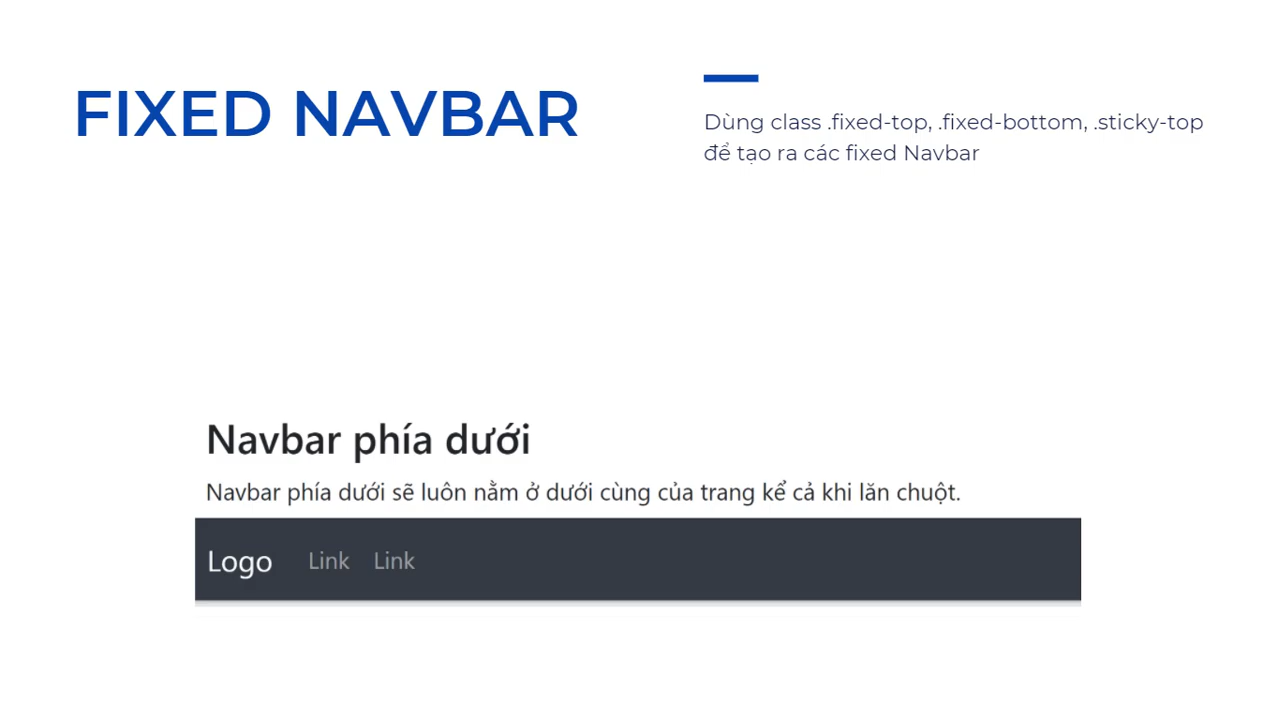 FIXED NAVBAR
Dùng class .fixed-top, .fixed-bottom, .sticky-top
để tạo ra các fixed Navbar
Navbar phía dưới
Navbar phía dưới sẽ luôn nằm ở dưới cùng của trang kể cả khi lăn chuột.
Logo Link Link